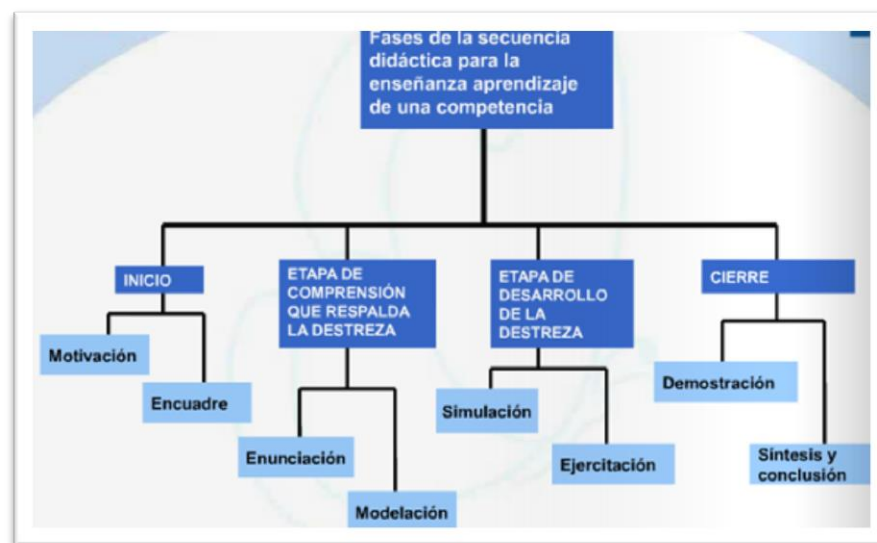 Fases de la secuencia
didáctica para la
enseñanza aprendizaje
de una competencia
INICIO
ETAPA DE
COMPRENSIÓN
QUE RESPALDA
LA DESTREZA
ETAPA DE
DESARROLLO
DE LA
DESTREZA
CIERRE
Motivación
Encuadre
Enunciación
Modelación
Simulación
Ejercitación
Demostración
Síntesis y
conclusión